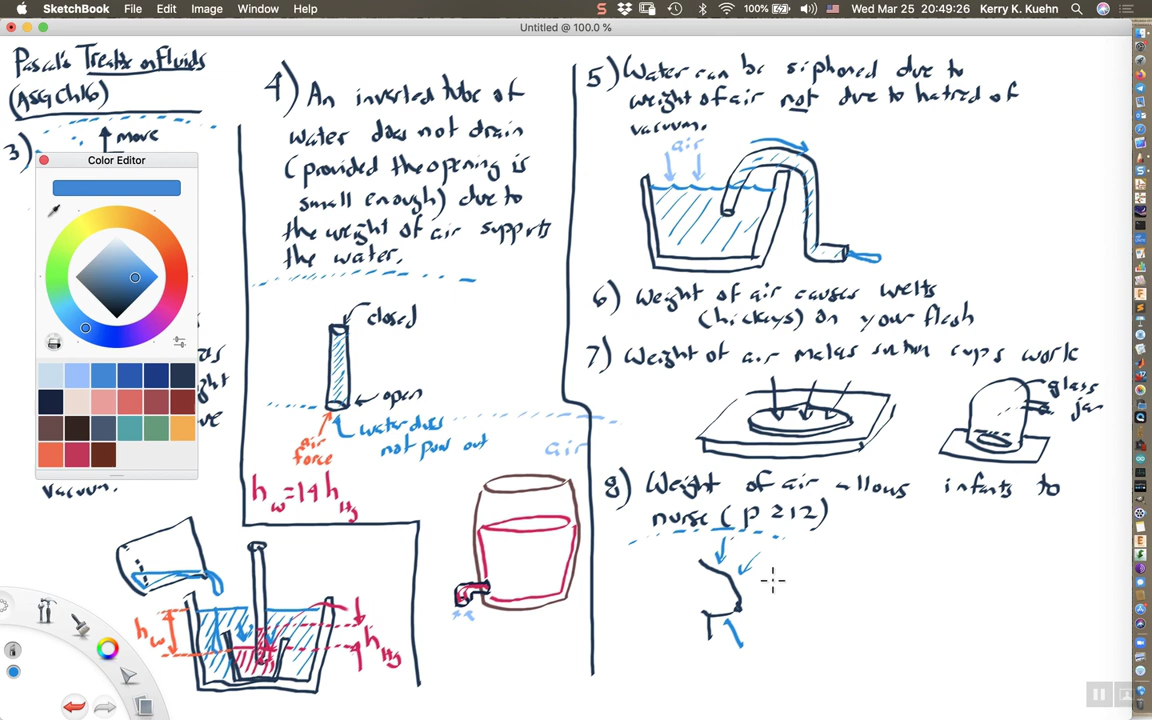 SketchBook File Edit Image Window Help
100% Wed Mar 25 20:49:26 Kerry K. Kuehn
Untitled @ 100.0 %
Pascal's Treatise on Fluids
(ASG Ch16)
3)
move
Color Editor
vacuum.
h w
h Hg
4) An inverted tube of
water does not drain
(provided the opening is
small enough) due to
the weight of air supports
the water.
closed
open
air
force
water does
not pour out
h w = 14 h Hg
air
5) Water can be siphoned due to
weight of air not due to hatred of
vacuum.
air
6) Weight of air causes welts
(hickeys) on your flesh
7) Weight of air makes suction cups work
glass
jar
8) Weight of air allows infants to
nurse (p 212)